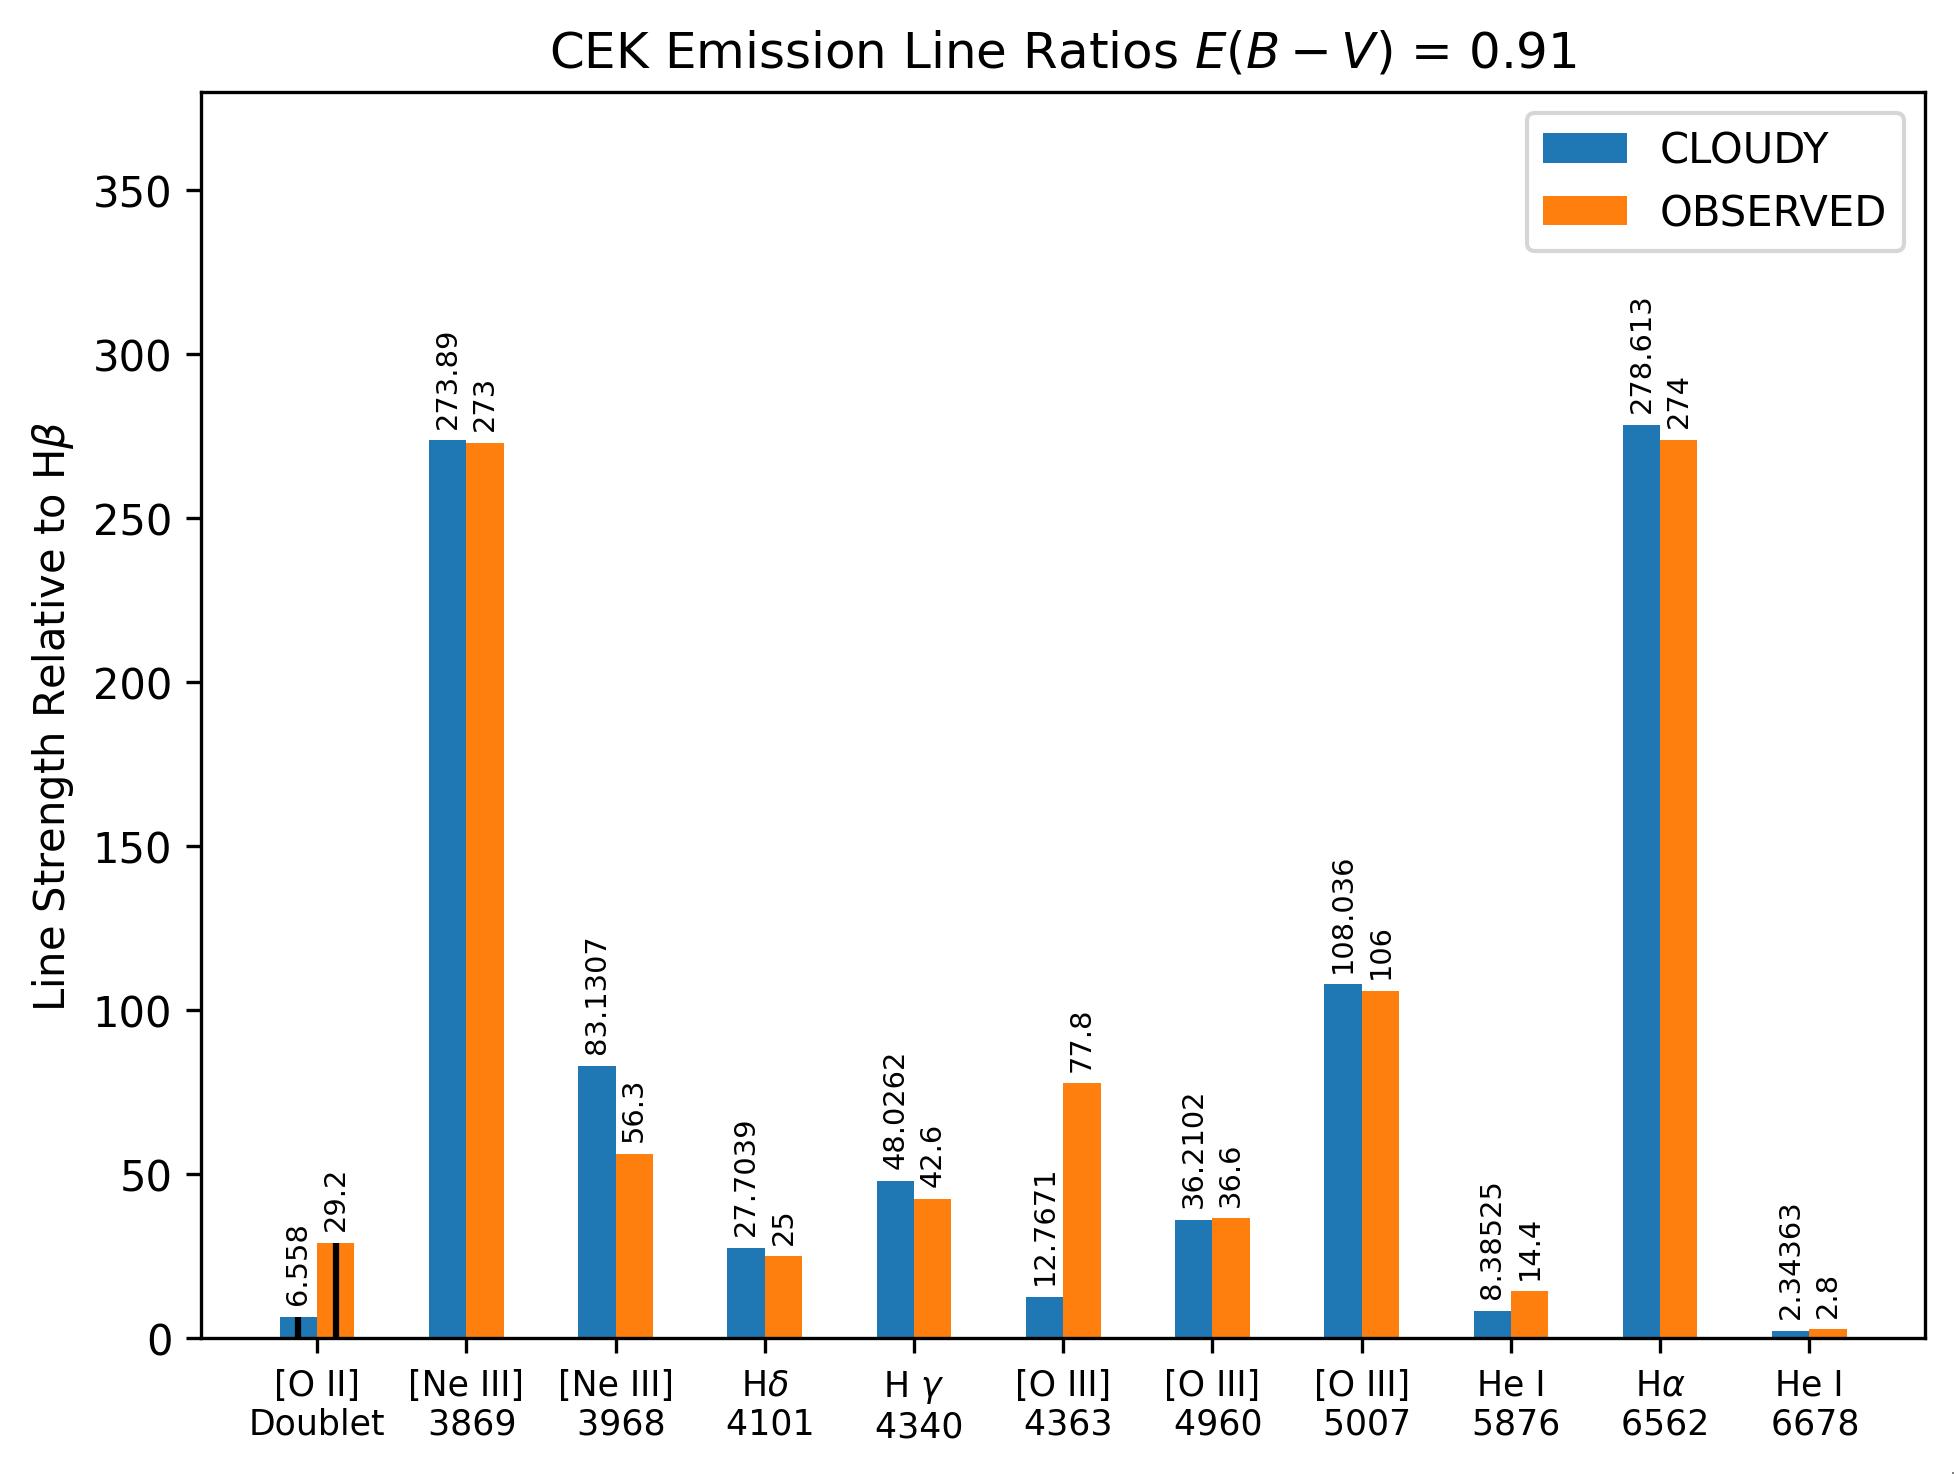 CEK Emission Line Ratios E(B − V) = 0.91
CLOUDY
OBSERVED
Line Strength Relative to Hβ
350
300
250
200
150
100
50
0
6.558
29.2
273.89
273
83.1307
56.3
27.7039
25
48.0262
42.6
12.7671
77.8
36.2102
36.6
108.036
106
8.38525
14.4
278.613
274
2.34363
2.8
[O II]
Doublet
[Ne III]
3869
[Ne III]
3968
Hδ
4101
H γ
4340
[O III]
4363
[O III]
4960
[O III]
5007
He I
5876
Hα
6562
He I
6678